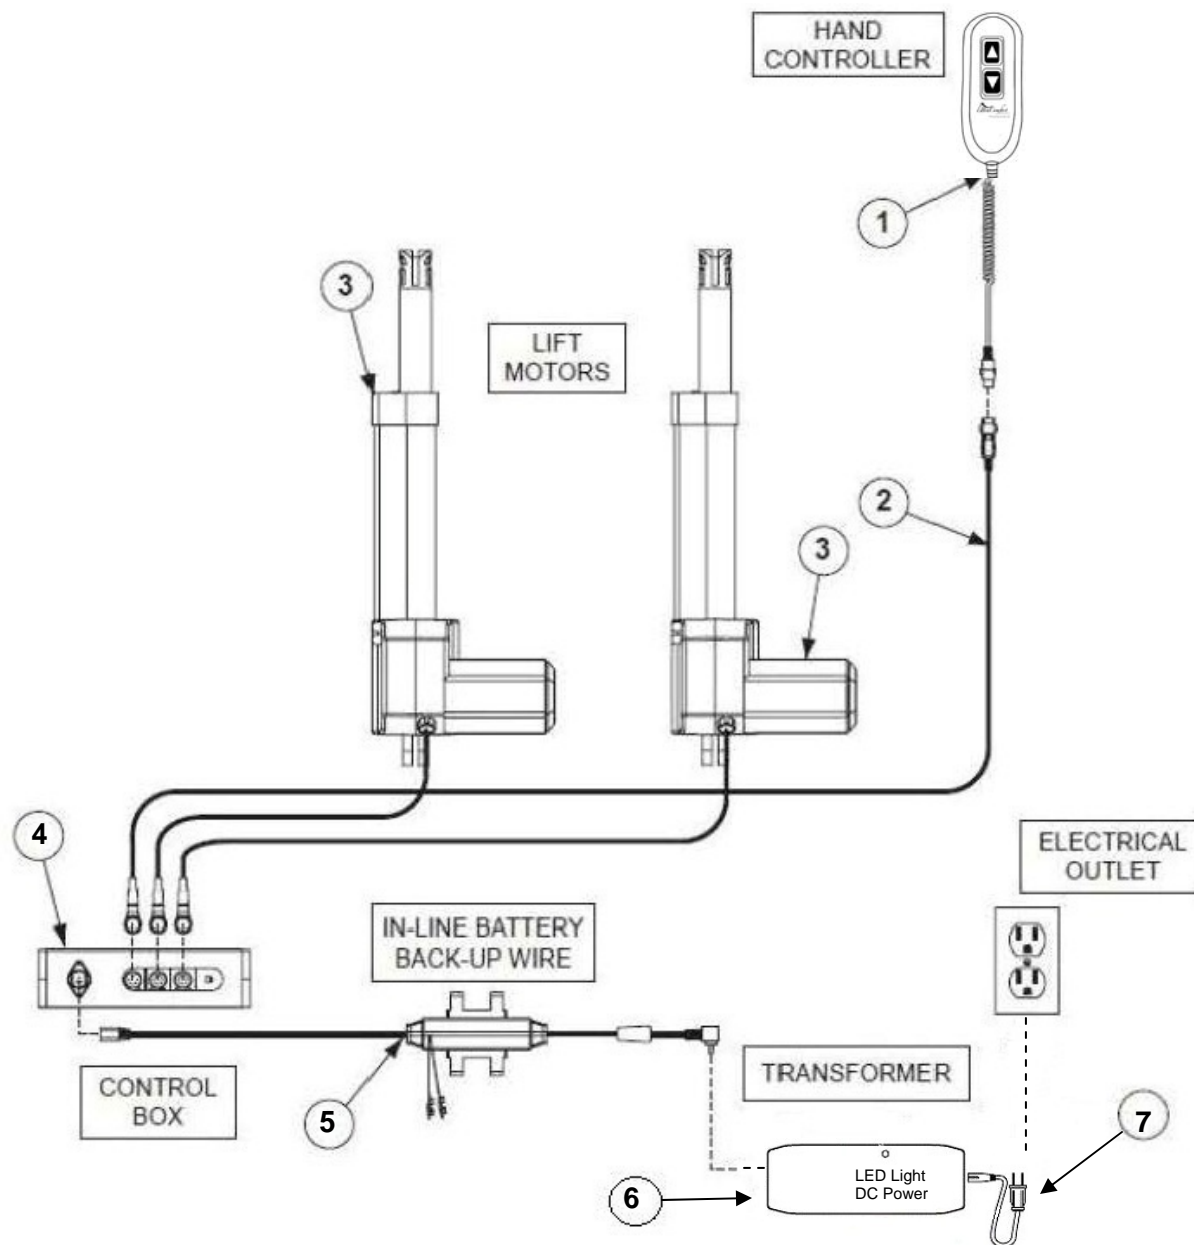 HAND
CONTROLLER
1
3
LIFT
MOTORS
2
3
4
ELECTRICAL
OUTLET
IN-LINE BATTERY
BACK-UP WIRE
CONTROL
BOX
5
TRANSFORMER
7
6
LED Light
DC Power